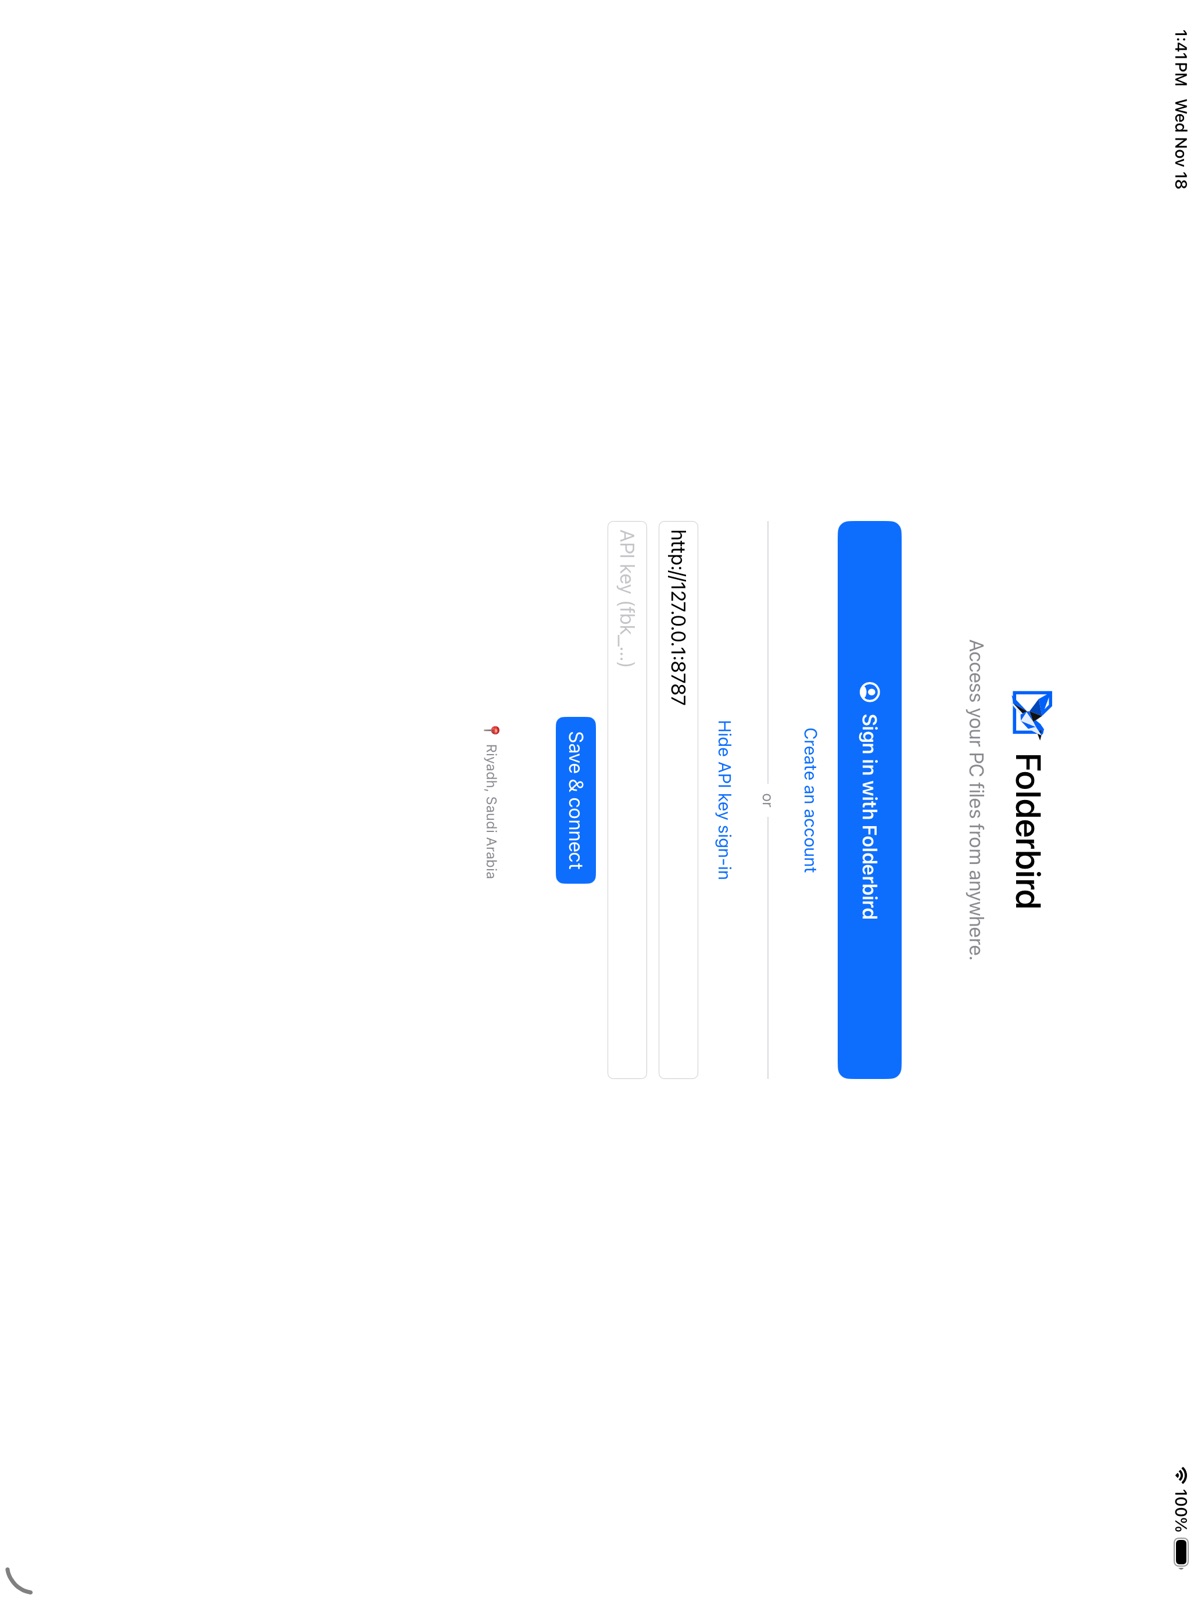 1:41 PM Wed Nov 18
100%
Folderbird
Access your PC files from anywhere.
Sign in with Folderbird
Create an account
or
Hide API key sign-in
http://127.0.0.1:8787
API key (fbk_...)
Save & connect
📍 Riyadh, Saudi Arabia